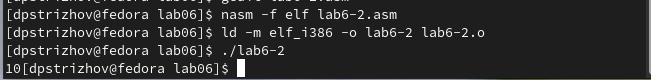 [dpstrizhov@fedora lab06]$ nasm -f elf lab6-2.asm
[dpstrizhov@fedora lab06]$ ld -m elf_i386 -o lab6-2 lab6-2.o
[dpstrizhov@fedora lab06]$ ./lab6-2
10[dpstrizhov@fedora lab06]$